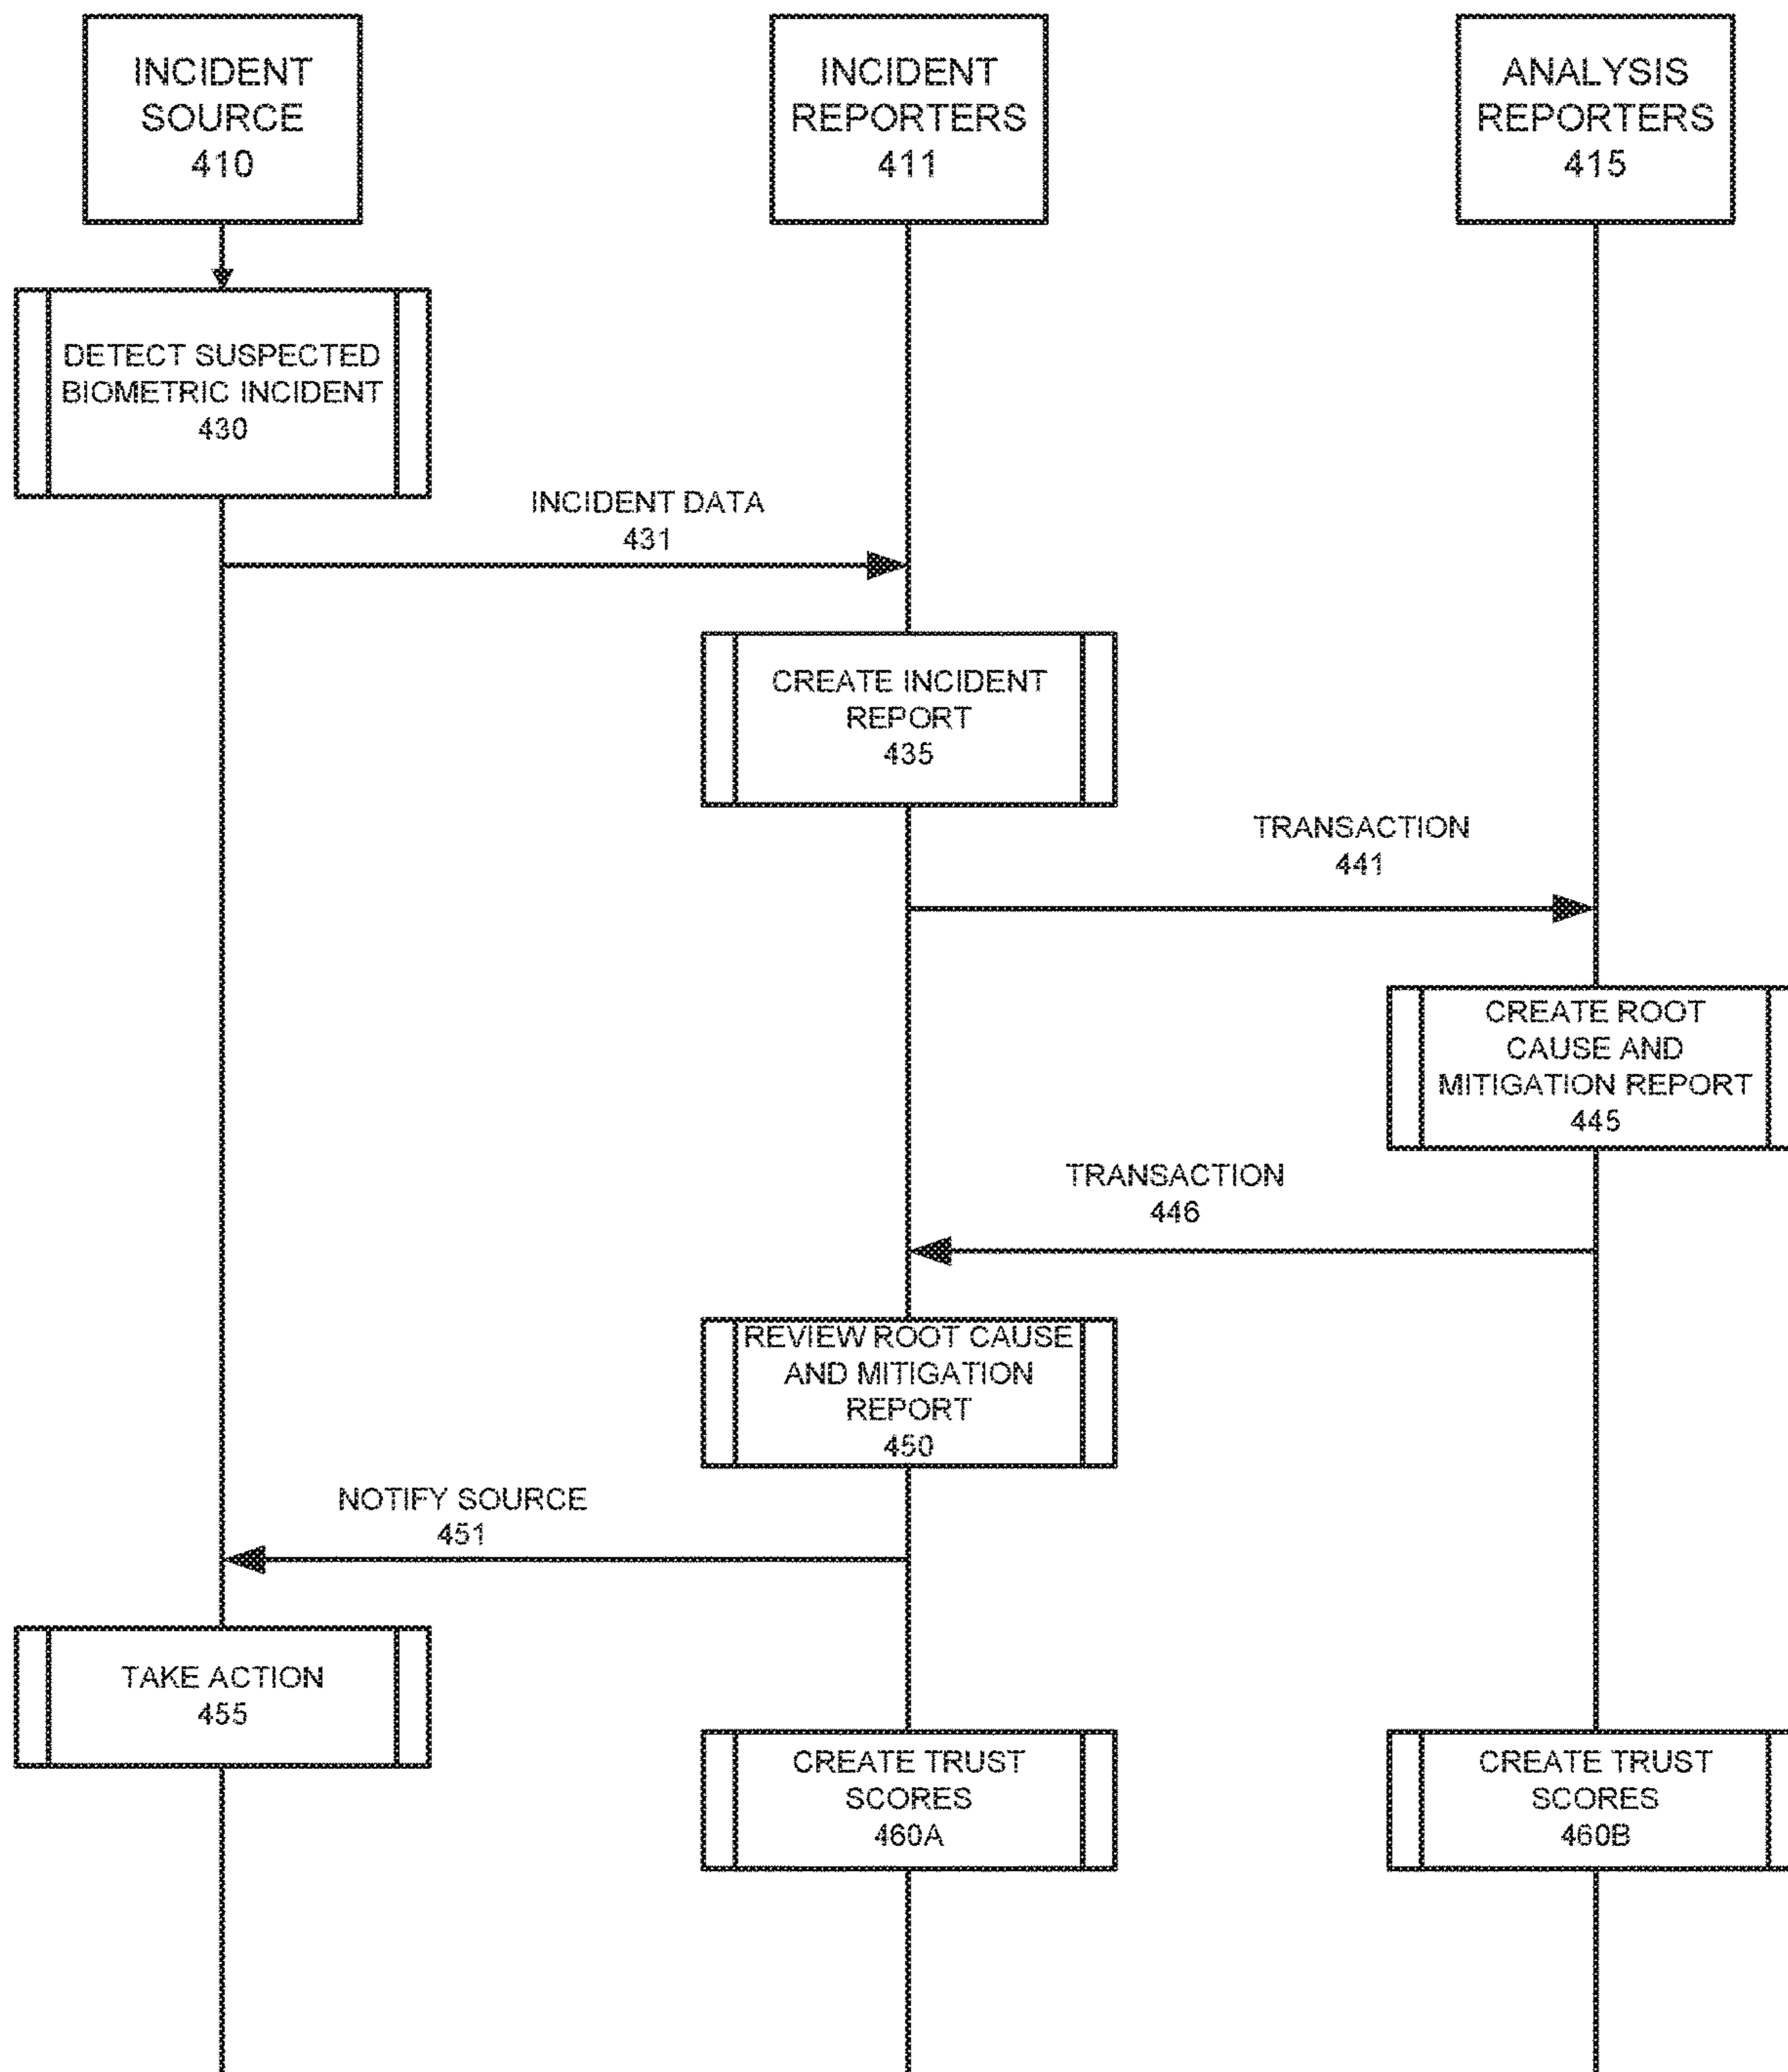 INCIDENT
SOURCE
410
INCIDENT
REPORTERS
411
ANALYSIS
REPORTERS
415
DETECT SUSPECTED
BIOMETRIC INCIDENT
430
INCIDENT DATA
431
CREATE INCIDENT
REPORT
435
TRANSACTION
441
CREATE ROOT
CAUSE AND
MITIGATION REPORT
445
TRANSACTION
446
REVIEW ROOT CAUSE
AND MITIGATION
REPORT
450
NOTIFY SOURCE
451
TAKE ACTION
455
CREATE TRUST
SCORES
460A
CREATE TRUST
SCORES
460B